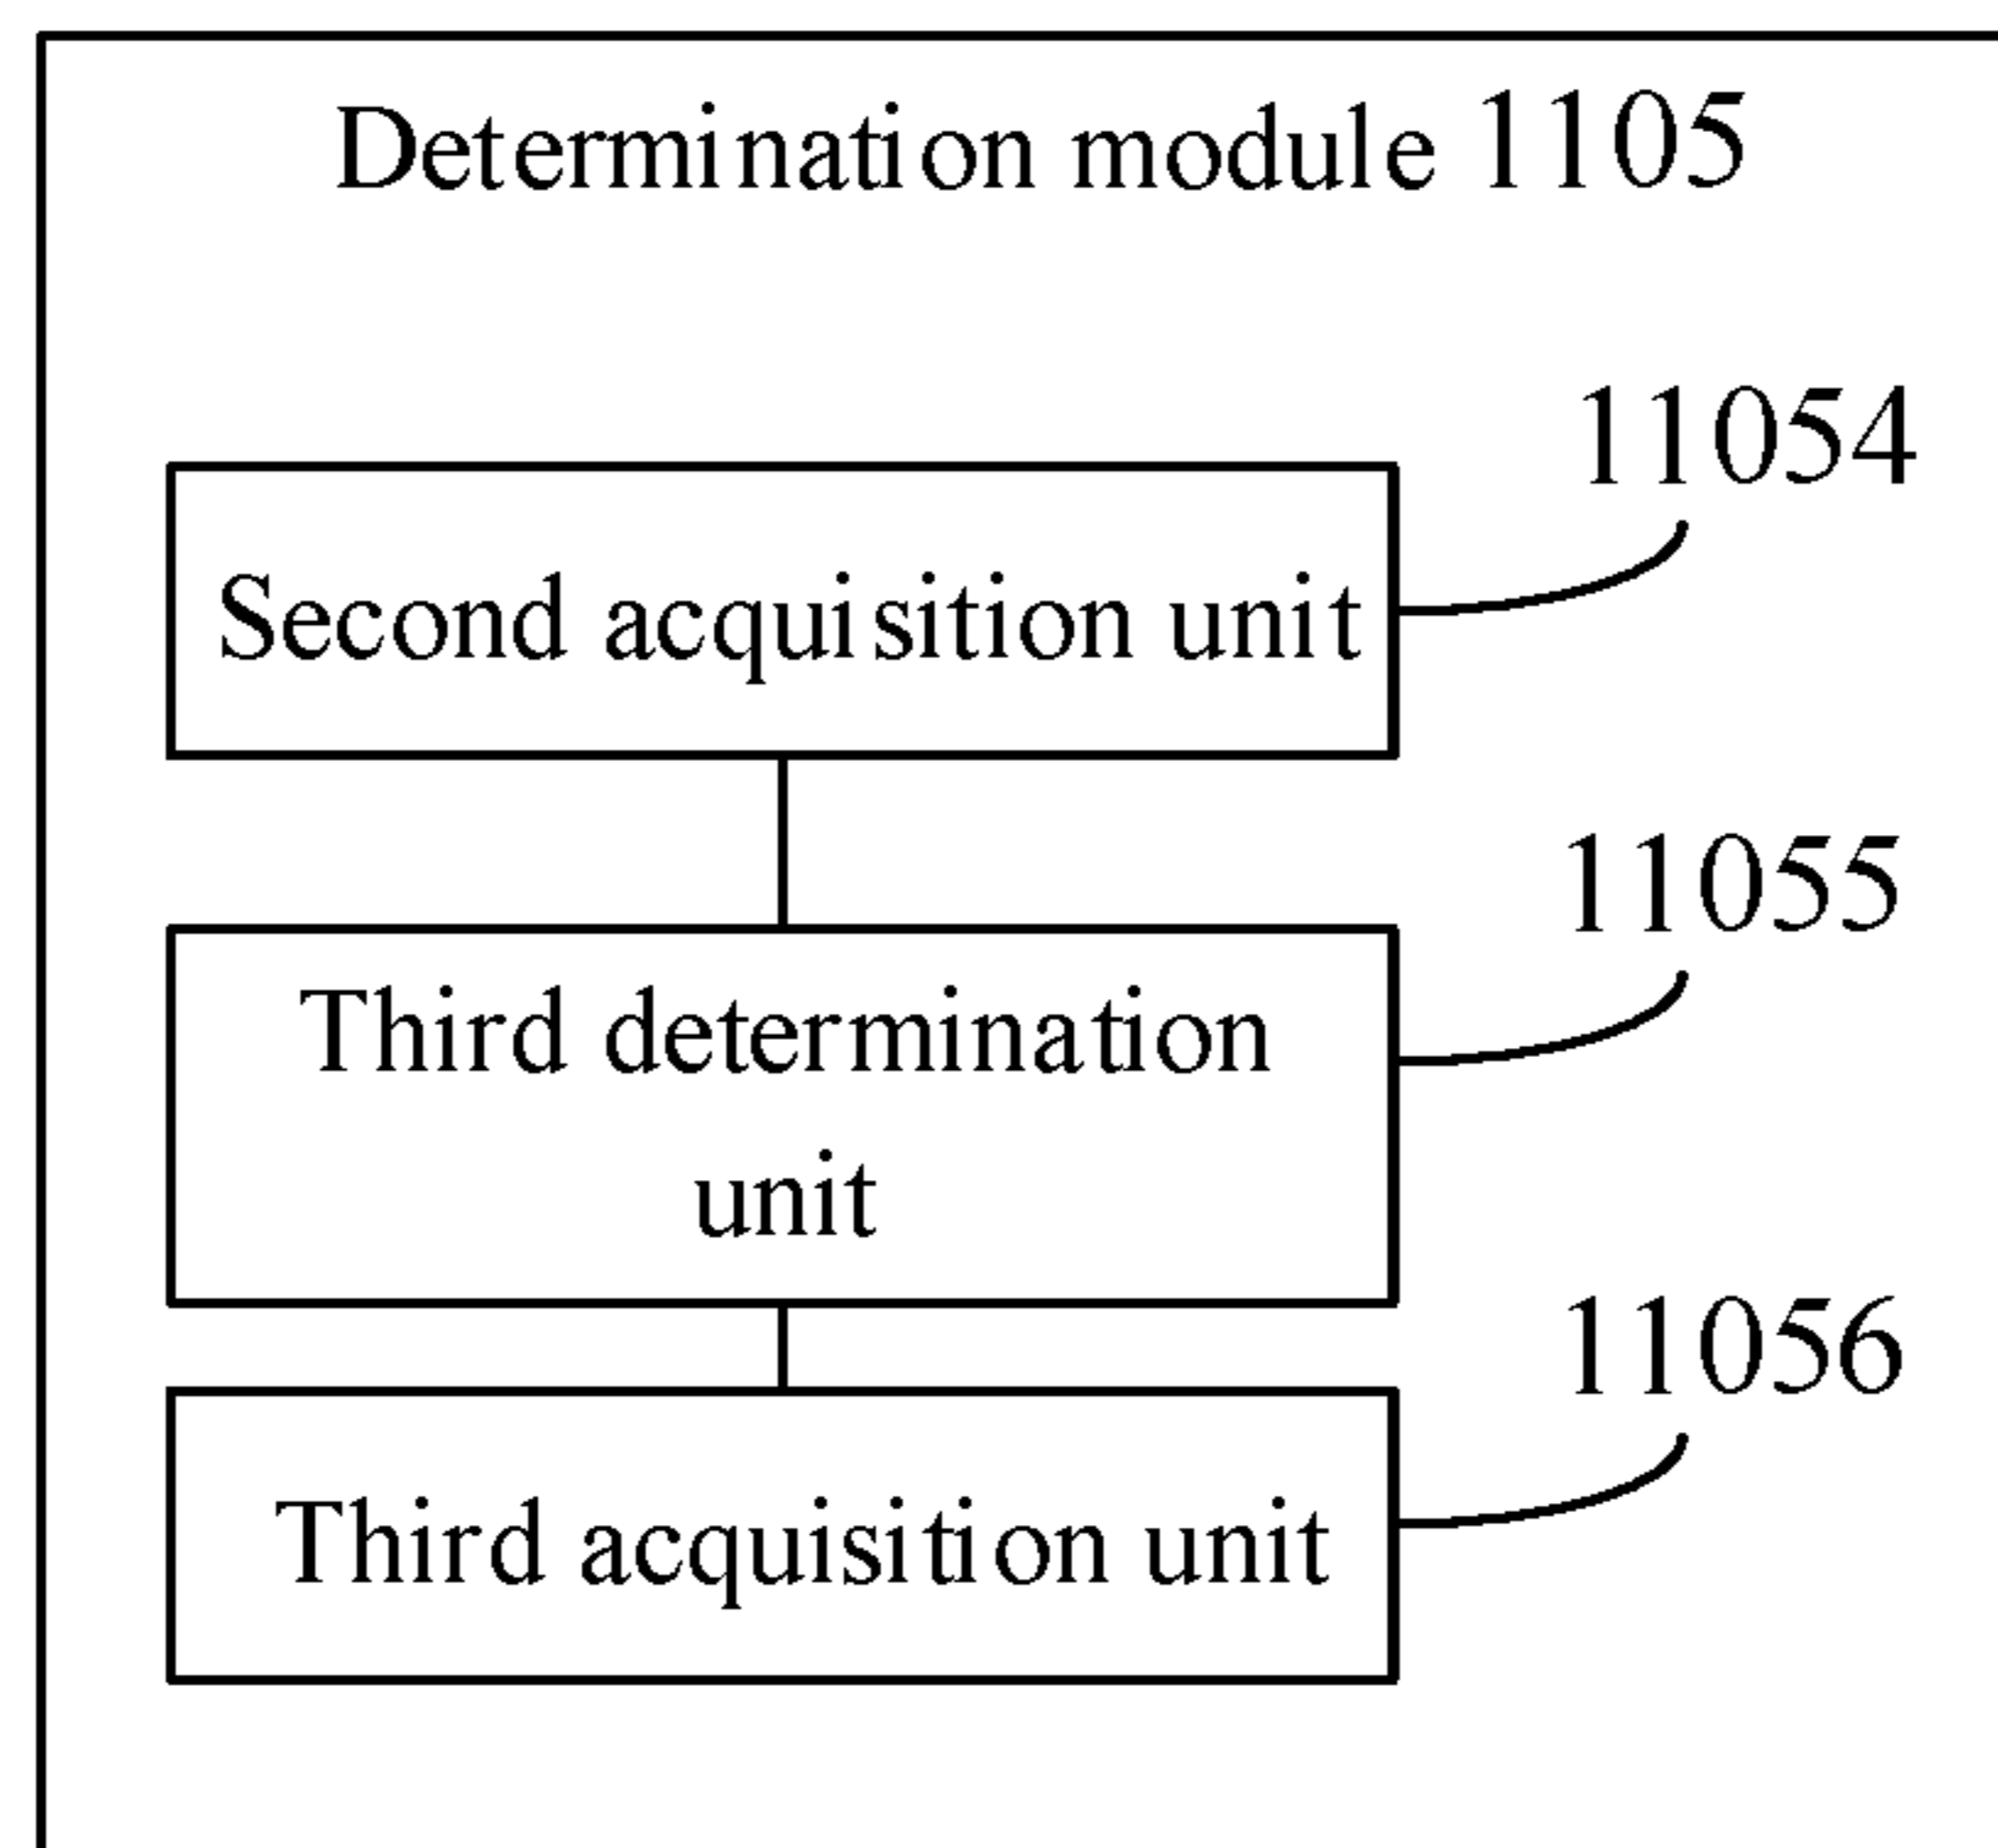 Determination module 1105
11054
Second acquisition unit
11055
Third determination
unit
11056
Third acquisition unit